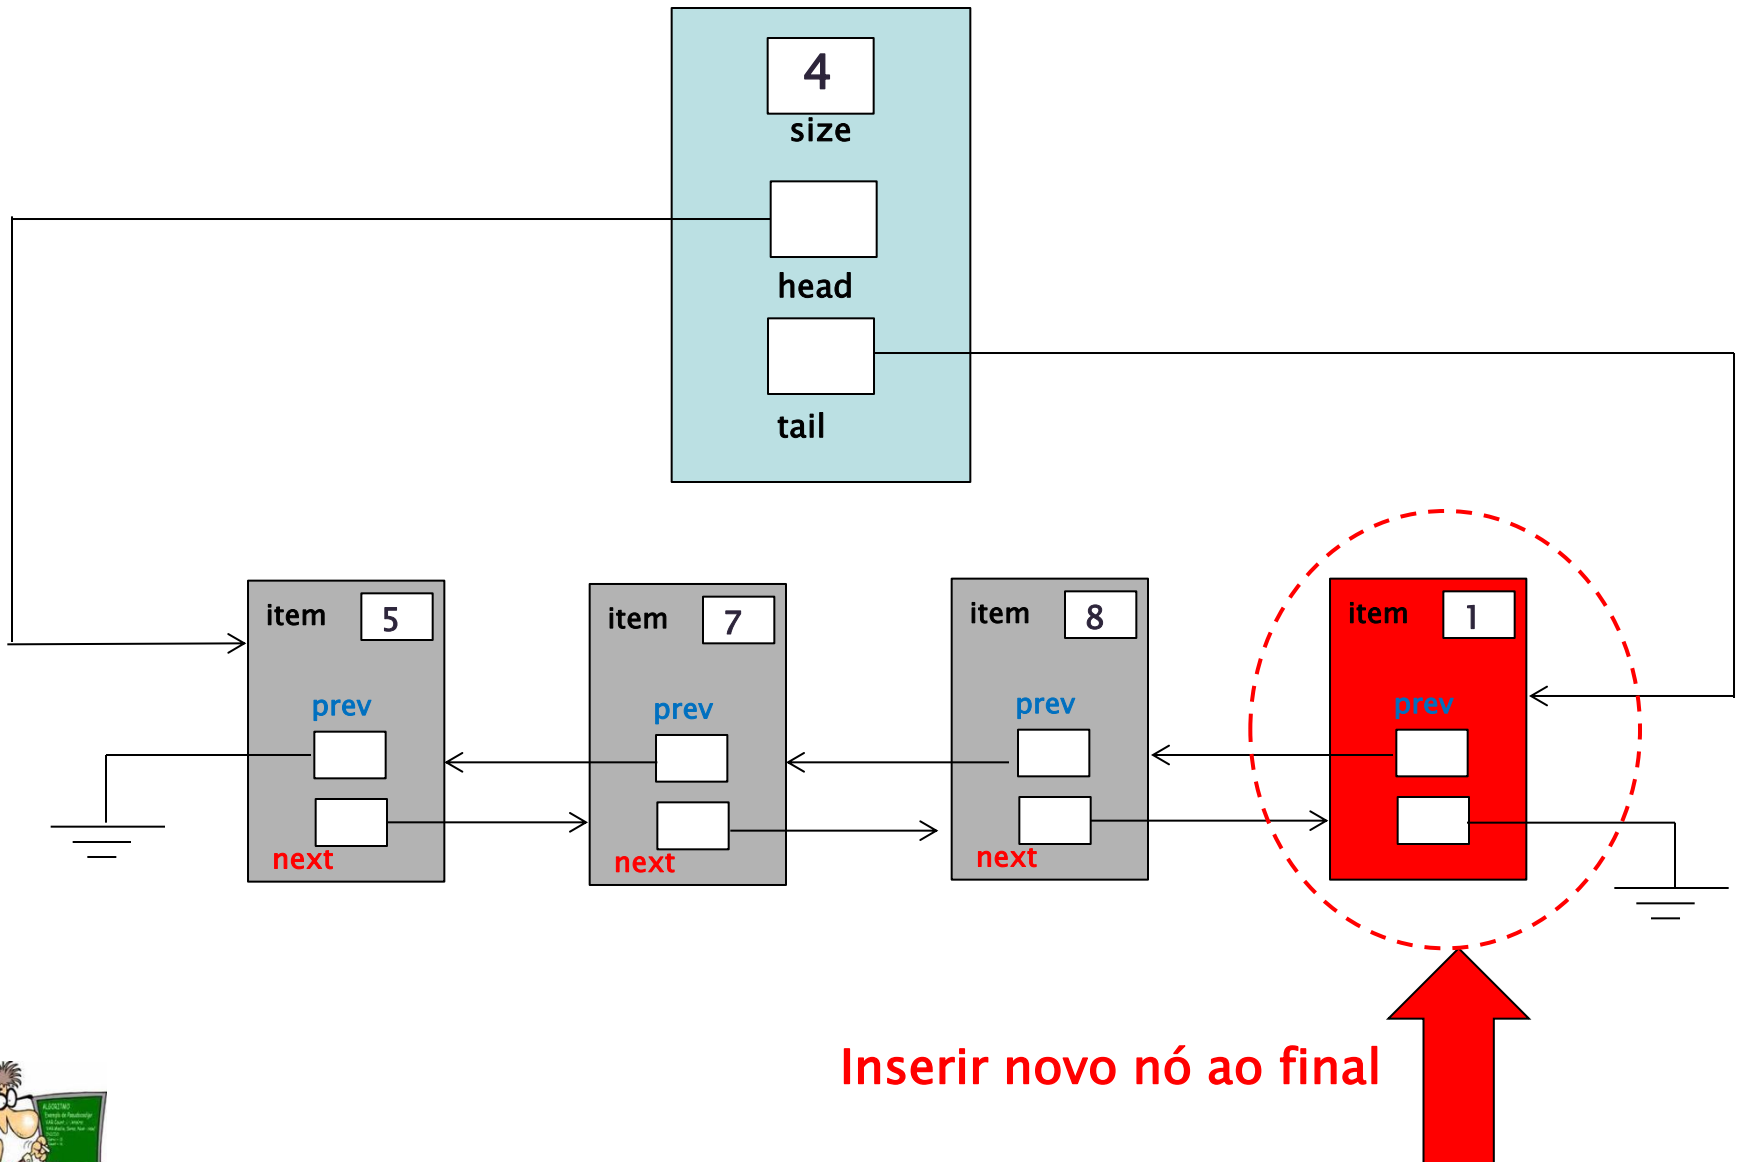 4
size
head
tail
item 5
item 7
item 8
item 1
prev
prev
prev
prev
next
next
next
Inserir novo nó ao final
ALGORITMO